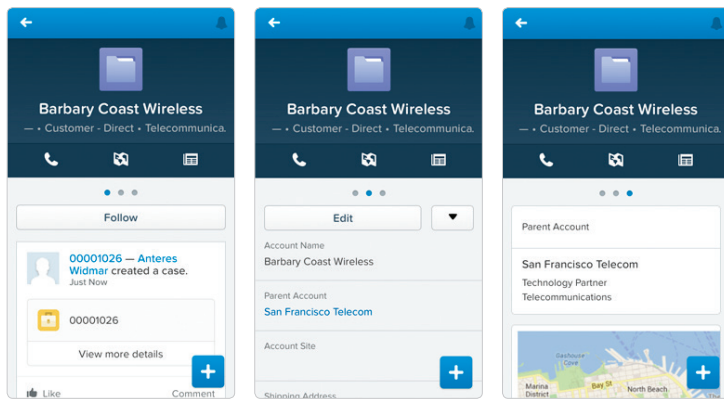 Barbary Coast Wireless
— • Customer - Direct • Telecommunica.
Follow
00001026 — Anteres
Widmar created a case.
Just Now
00001026
View more details
Like Comment
Barbary Coast Wireless
— • Customer - Direct • Telecommunica.
Edit
Account Name
Barbary Coast Wireless
Parent Account
San Francisco Telecom
Account Site
Shipping Address
Barbary Coast Wireless
— • Customer - Direct • Telecommunica.
Parent Account
San Francisco Telecom
Technology Partner
Telecommunications
Gashouse
Cove
Marina
District
Bay St
North Beach